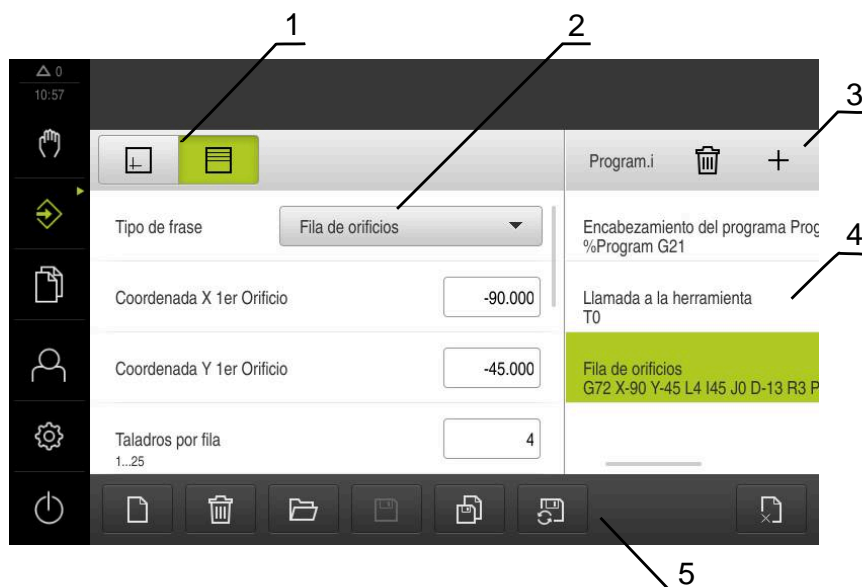 1
2
0
10:57
3
Program.i
Tipo de frase
Fila de orificios
Encabezamiento del programa Prog
%Program G21
4
Coordenada X 1er Orificio
-90.000
Llamada a la herramienta
T0
Coordenada Y 1er Orificio
-45.000
Fila de orificios
G72 X-90 Y-45 L4 I45 J0 D-13 R3 P
Taladros por fila
1...25
4
5